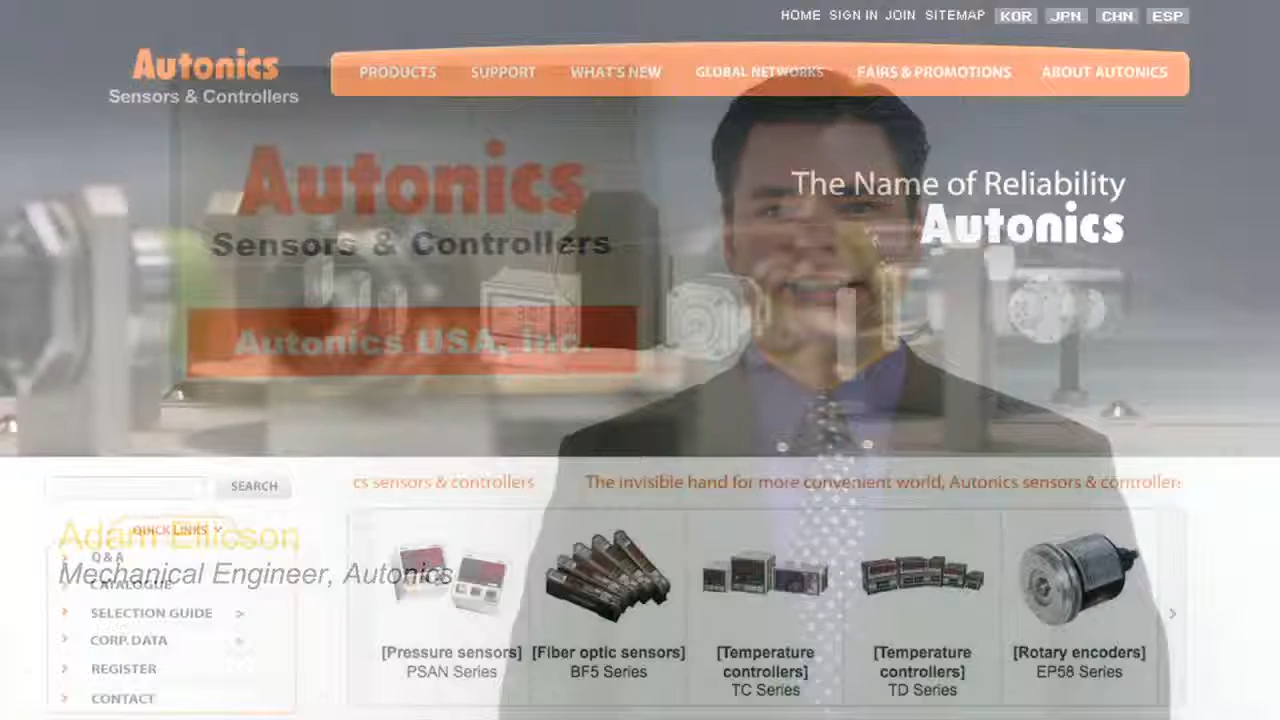 HOME SIGN IN JOIN SITEMAP KOR JPN CHN ESP
Autonics
Sensors & Controllers
PRODUCTS SUPPORT WHAT'S NEW GLOBAL NETWORKS FAIRS & PROMOTIONS ABOUT AUTONICS
Autonics
Sensors & Controllers
Autonics USA, Inc.
The Name of Reliability
Autonics
SEARCH
cs sensors & controllers The invisible hand for more convenient world, Autonics sensors & controllers
QUICK LINKS
Adam Ellicson
Q & A
Mechanical Engineer, Autonics
CATALOGUE
SELECTION GUIDE >
CORP. DATA
REGISTER
CONTACT
[Pressure sensors]
PSAN Series
[Fiber optic sensors]
BF5 Series
[Temperature
controllers]
TC Series
[Temperature
controllers]
TD Series
[Rotary encoders]
EP58 Series